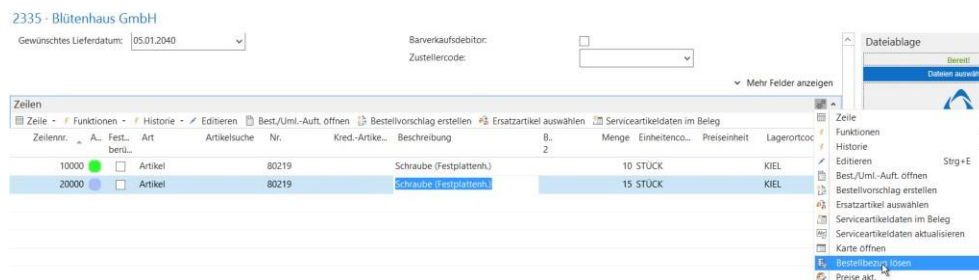 2335 · Blütenhaus GmbH
Gewünschtes Lieferdatum: 05.01.2040
Barverkaufsdebitor:
Zustellercode:
Mehr Felder anzeigen
Dateiablage
Bereit!
Dateien auswäh
Zeilen
Zeile Funktionen Historie Editieren Best./Uml.-Auft. öffnen Bestellvorschlag erstellen Ersatzartikel auswählen Serviceartikeldaten im Beleg
Zeilennr. A.. Fest... berü... Art Artikelsuche Nr. Kred.-Artike... Beschreibung B.. 2 Menge Einheitenco... Preiseinheit Lagerortcod
10000 Artikel 80219 Schraube (Festplattenh.) 10 STÜCK KIEL
20000 Artikel 80219 Schraube (Festplattenh.) 15 STÜCK KIEL
Zeile
Funktionen
Historie
Editieren Strg+E
Best./Uml.-Auft. öffnen
Bestellvorschlag erstellen
Ersatzartikel auswählen
Serviceartikeldaten im Beleg
Serviceartikeldaten aktualisieren
Karte öffnen
Bestellbezug lösen
Preise akt.